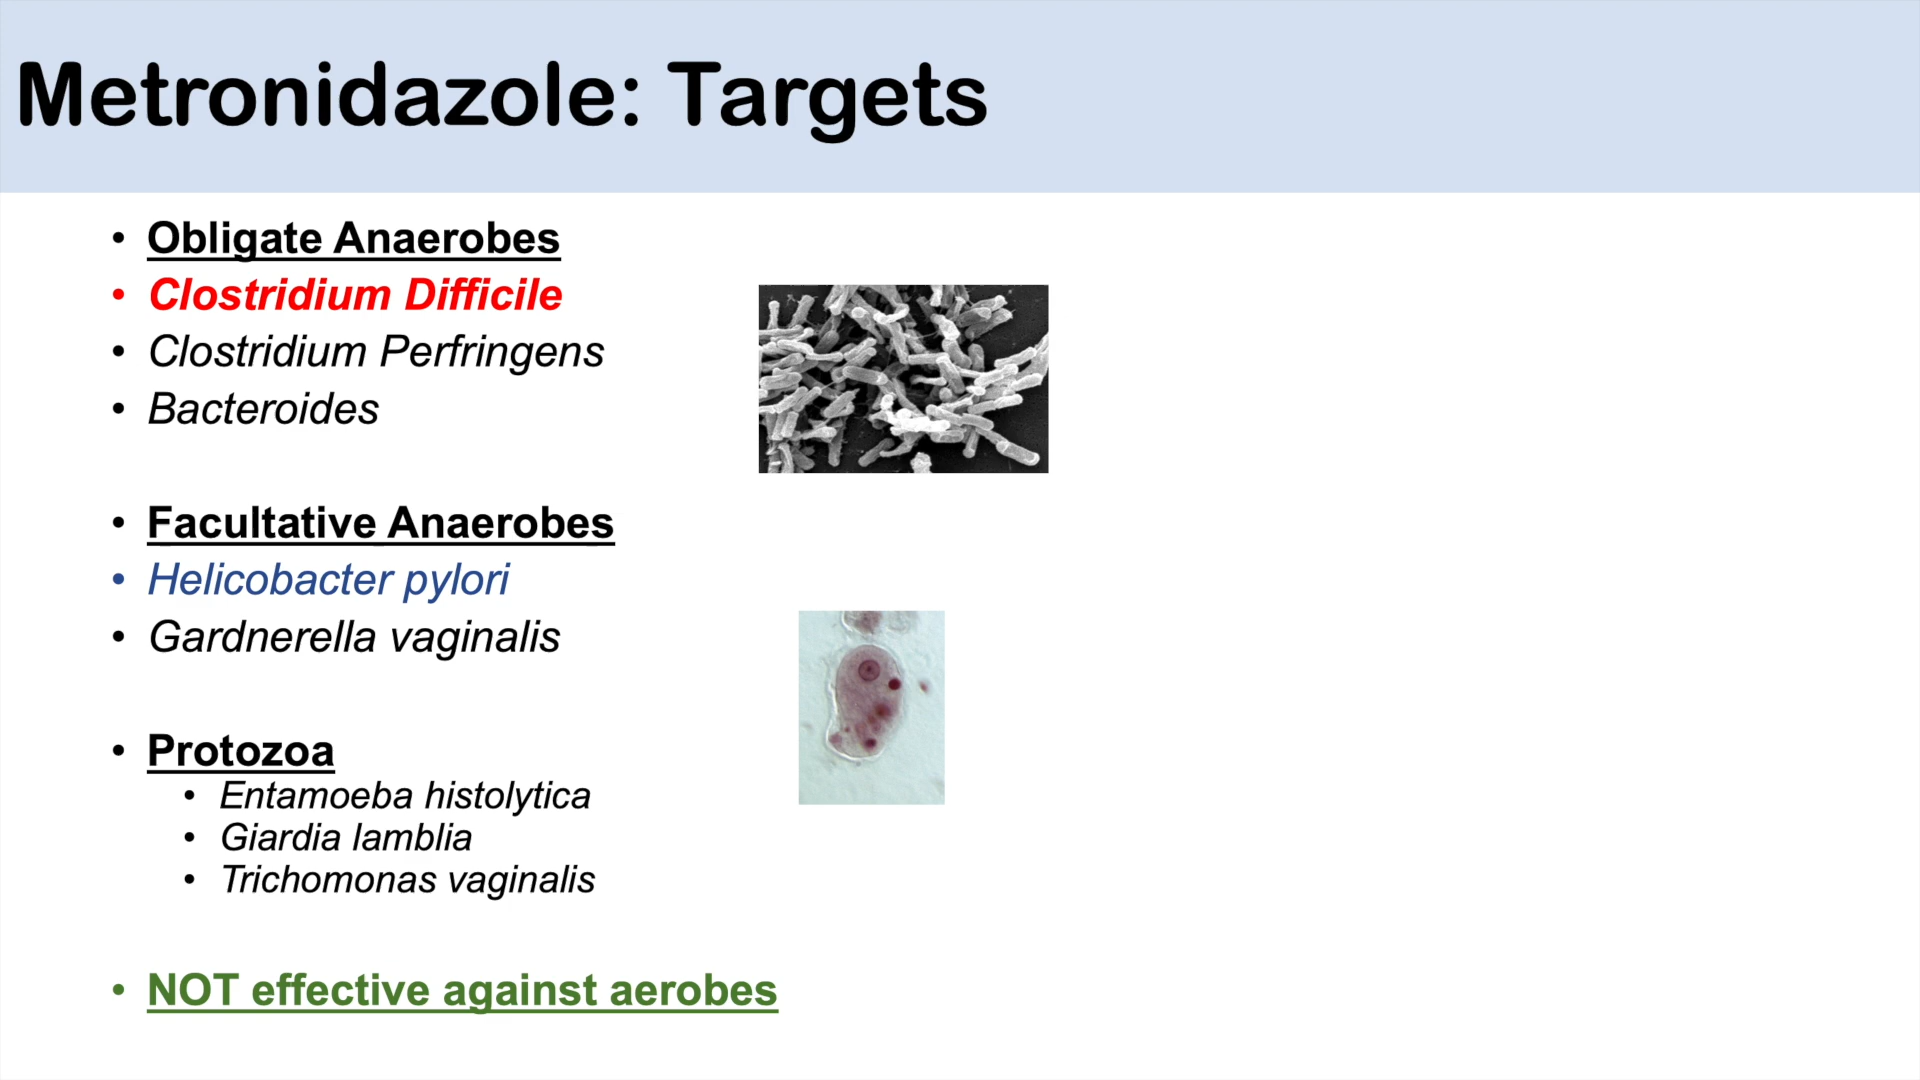 Metronidazole: Targets
• Obligate Anaerobes
• Clostridium Difficile
• Clostridium Perfringens
• Bacteroides
• Facultative Anaerobes
• Helicobacter pylori
• Gardnerella vaginalis
• Protozoa
• Entamoeba histolytica
• Giardia lamblia
• Trichomonas vaginalis
• NOT effective against aerobes